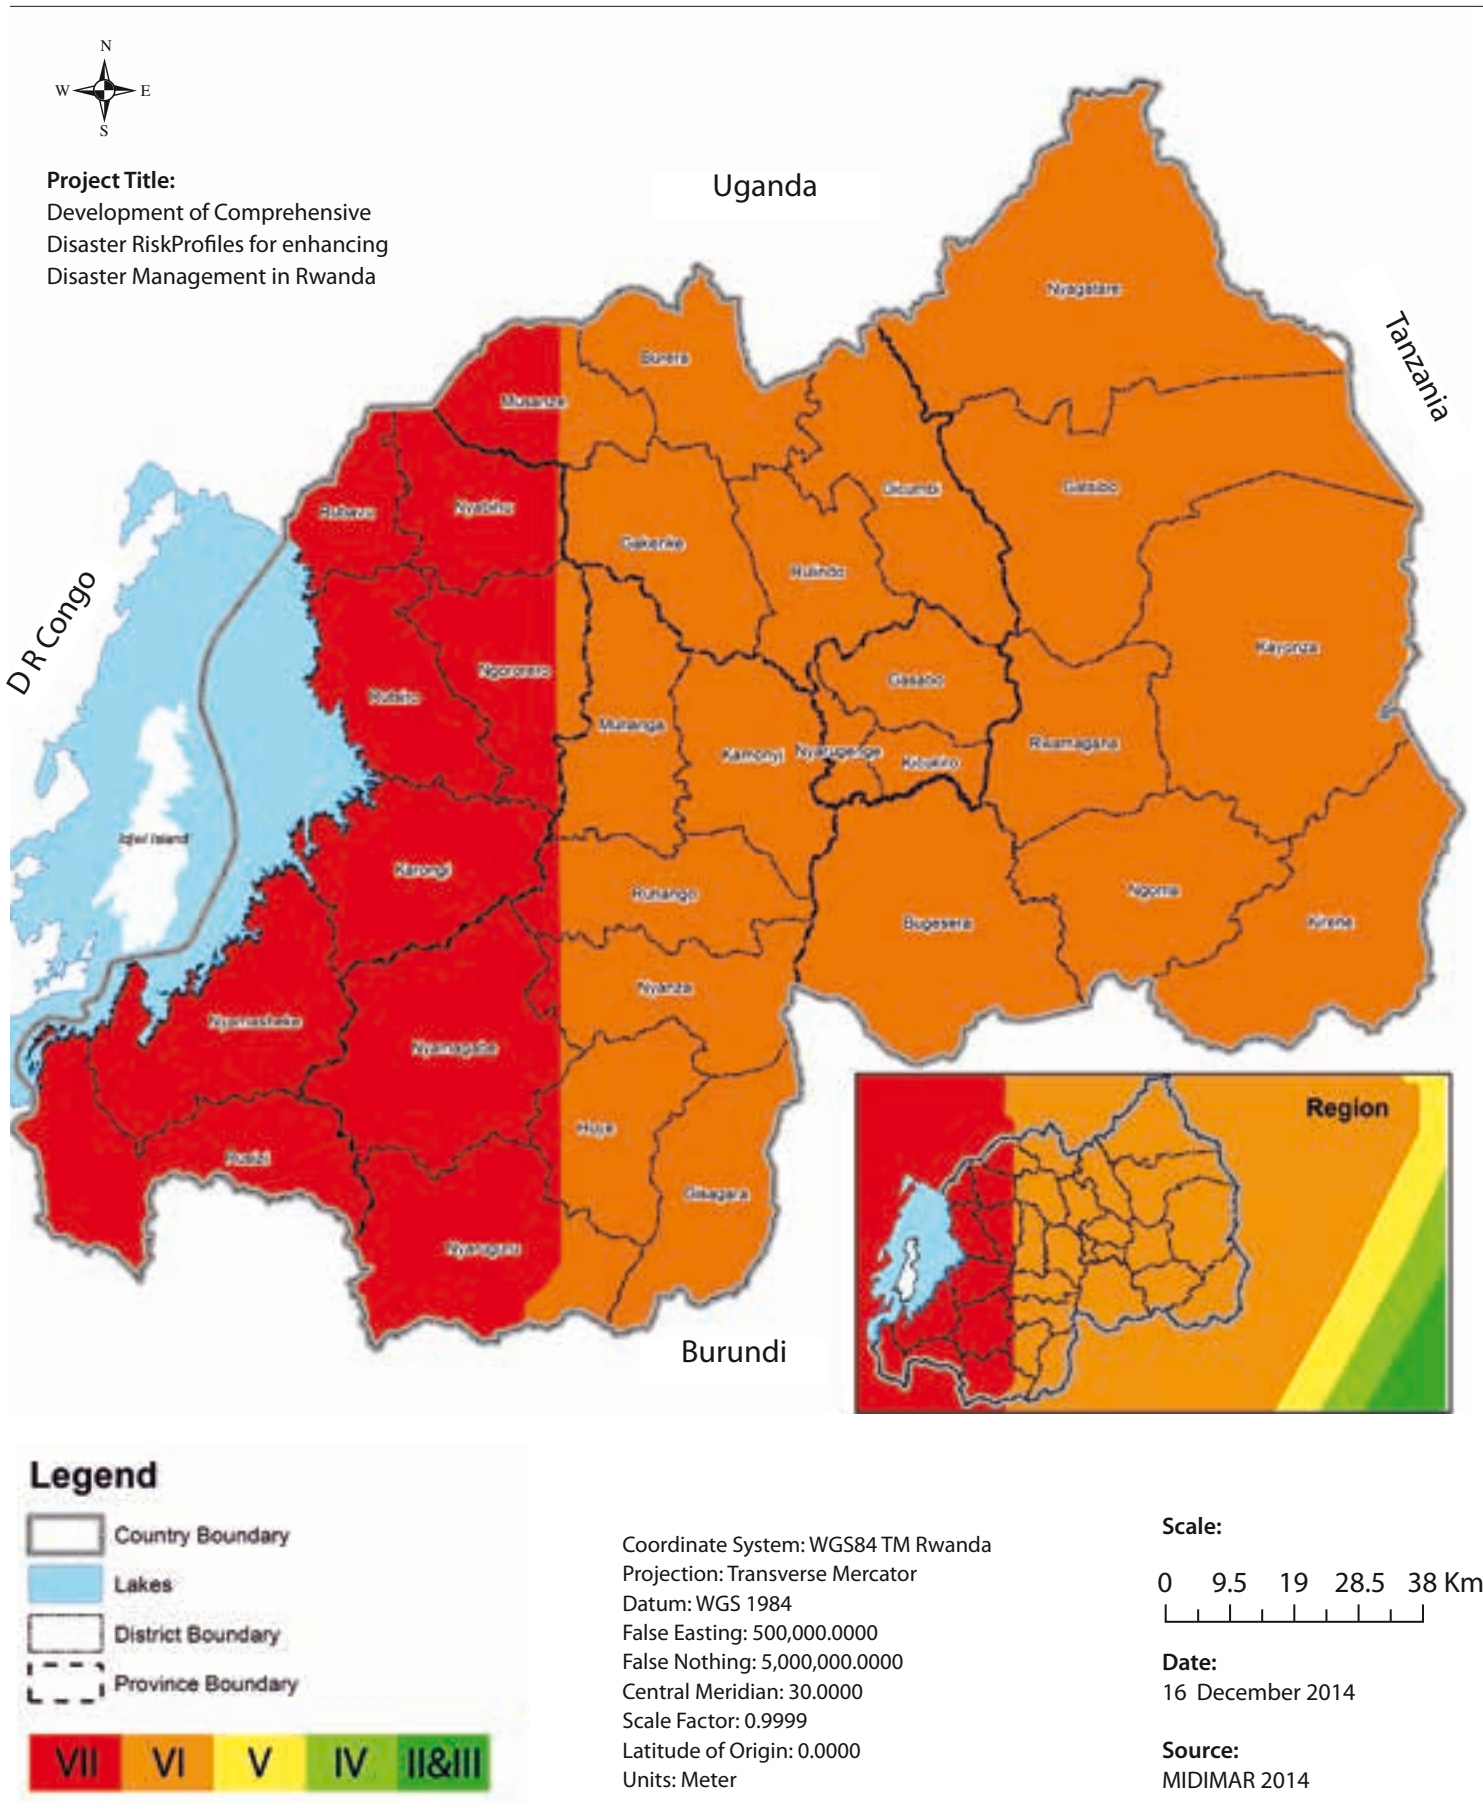 N
W E
S
Project Title:
Development of Comprehensive
Disaster RiskProfiles for enhancing
Disaster Management in Rwanda
Uganda
Tanzania
D R Congo
Burundi
Nyagatare
Burera
Musanze
Gicumbi
Gatsibo
Rubavu
Nyabihu
Gakenke
Rulindo
Kayonza
Ngororero
Rutsiro
Gasabo
Muhanga
Kamonyi
Nyarugenge
Kicukiro
Rwamagana
Idjwi Island
Karongi
Ruhango
Bugesera
Ngoma
Kirehe
Nyamasheke
Nyanza
Nyamagabe
Huye
Rusizi
Gisagara
Nyaruguru
Region
Legend
Country Boundary
Lakes
District Boundary
Province Boundary
VII VI V IV II&III
Coordinate System: WGS84 TM Rwanda
Projection: Transverse Mercator
Datum: WGS 1984
False Easting: 500,000.0000
False Nothing: 5,000,000.0000
Central Meridian: 30.0000
Scale Factor: 0.9999
Latitude of Origin: 0.0000
Units: Meter
Scale:
0 9.5 19 28.5 38 Km
Date:
16 December 2014
Source:
MIDIMAR 2014